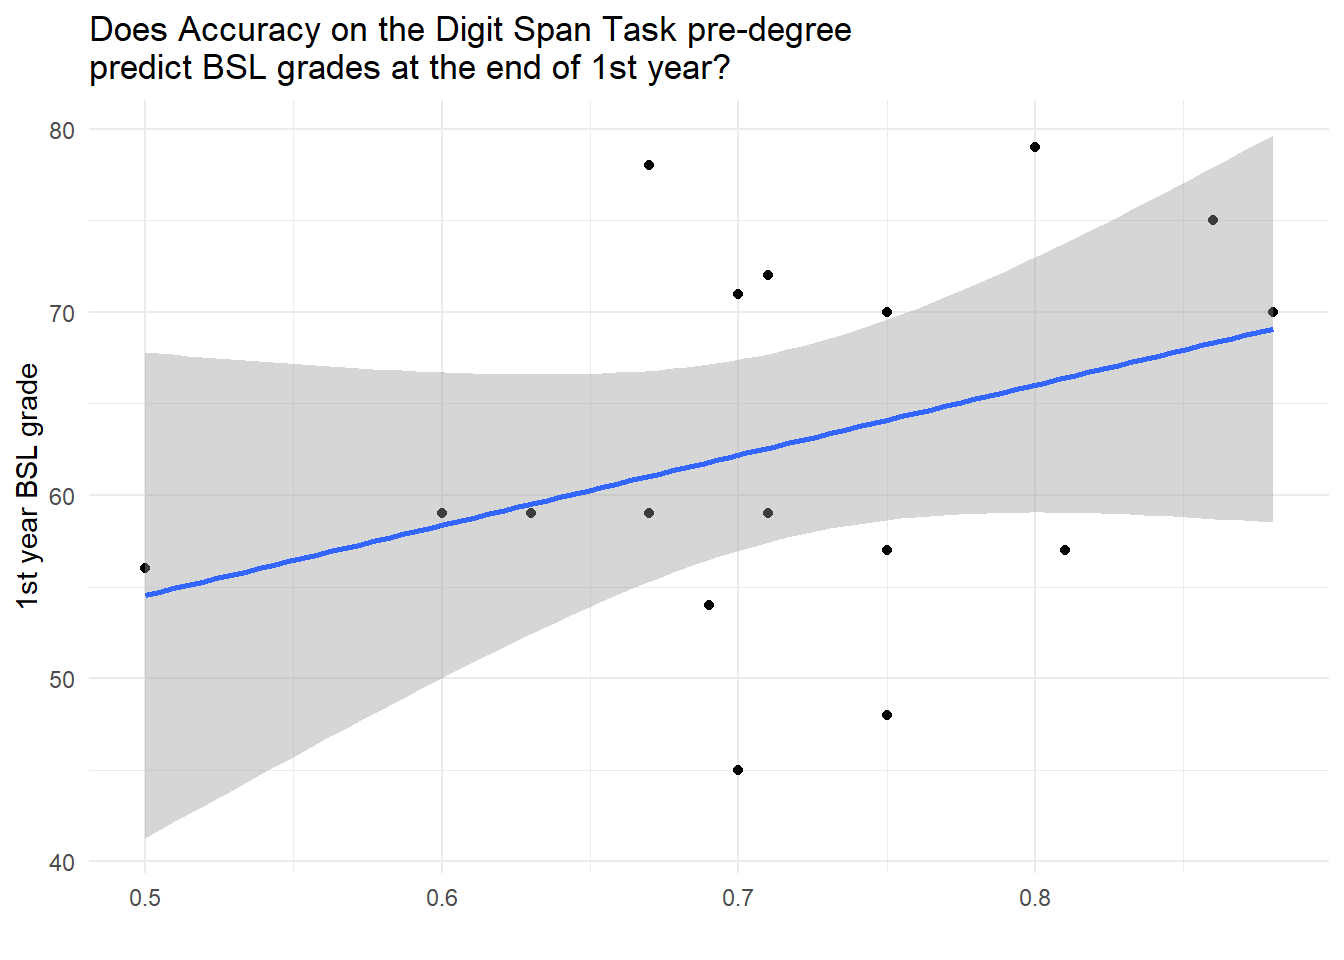 Does Accuracy on the Digit Span Task pre-degree
predict BSL grades at the end of 1st year?
1st year BSL grade
80
70
60
50
40
0.5 0.6 0.7 0.8